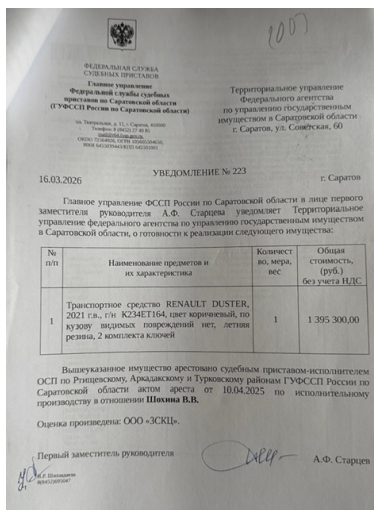 ФЕДЕРАЛЬНАЯ СЛУЖБА
СУДЕБНЫХ ПРИСТАВОВ
Главное управление
Федеральной службы судебных
приставов по Саратовской области
(ГУФССП России по Саратовской области)
пл. Театральная, д. 11, г. Саратов, 410000
Территориальное управление
Федерального агентства
по управлению государственным
имуществом в Саратовской области
г. Саратов, ул. Советская, 60
УВЕДОМЛЕНИЕ № 223
16.03.2026
г. Саратов
Главное управление ФССП России по Саратовской области в лице первого
заместителя руководителя А.Ф. Старцева уведомляет Территориальное
управление федерального агентства по управлению государственным имуществом
в Саратовской области, о готовности к реализации следующего имущества:
№ п/п
Наименование предметов и
их характеристика
Количест
во, мера,
вес
Общая
стоимость,
(руб.)
без учета НДС
1
Транспортное средство RENAULT DUSTER,
2021 г.в., г/н К234ЕТ164, цвет коричневый, по
кузову видимых повреждений нет, летняя
резина, 2 комплекта ключей
1
1 395 300,00
Вышеуказанное имущество арестовано судебным приставом-исполнителем
ОСП по Ртищевскому, Аркадакскому и Турковскому районам ГУФССП России по
Саратовской области актом ареста от 10.04.2025 по исполнительному
производству в отношении Шохина В.В.
Оценка произведена: ООО «ЗСКЦ».
Первый заместитель руководителя
А.Ф. Старцев